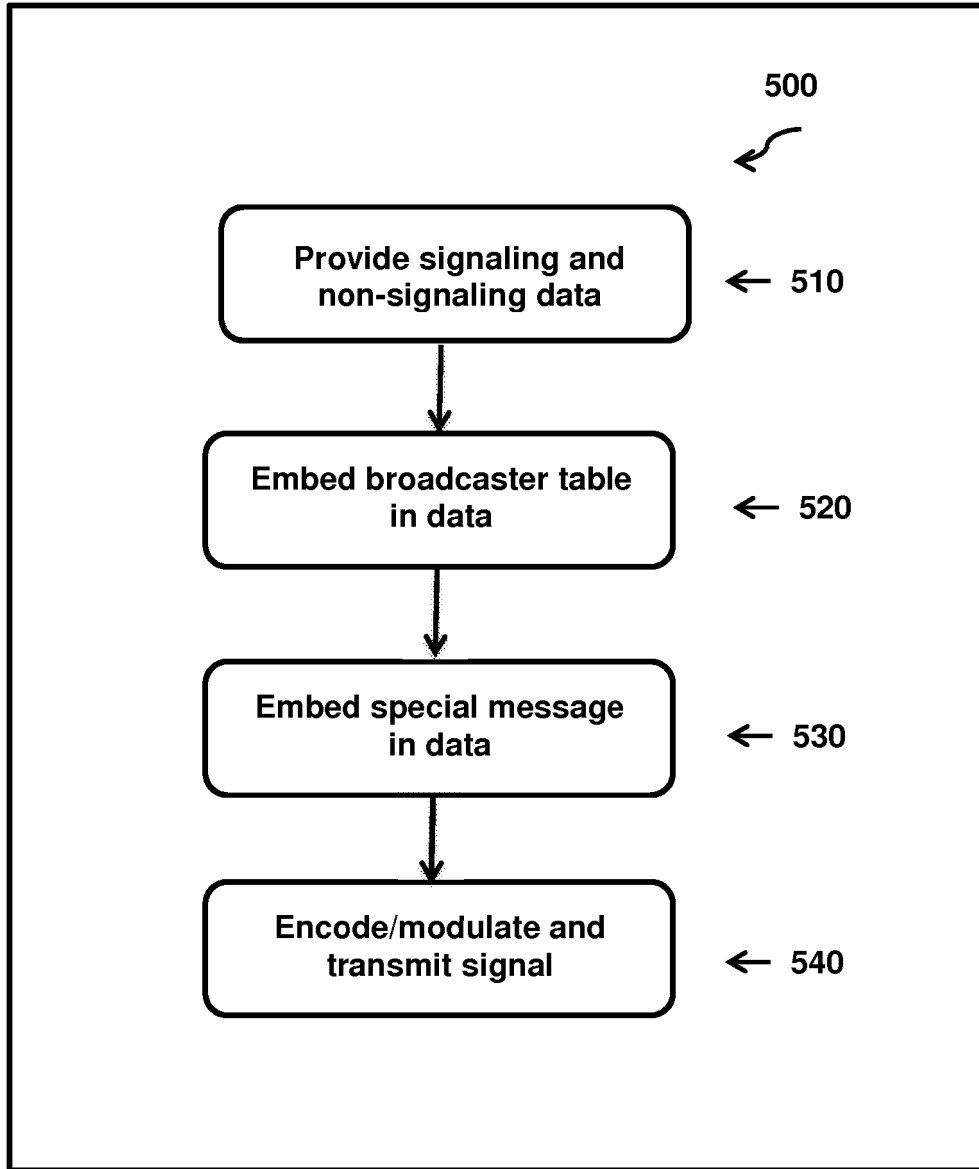 500
Provide signaling and
non-signaling data
510
Embed broadcaster table
in data
520
Embed special message
in data
530
Encode/modulate and
transmit signal
540